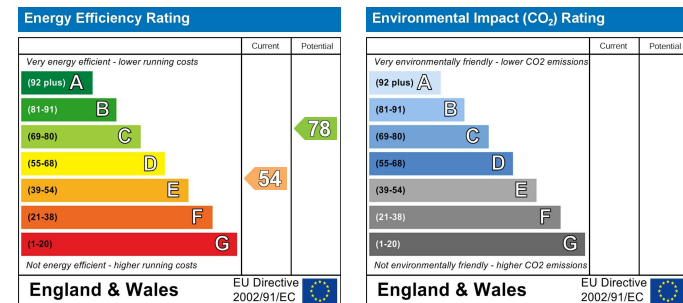 Energy Efficiency Rating
Current Potential
Very energy efficient - lower running costs
(92 plus) A
(81-91) B
(69-80) C
78
(55-68) D
(39-54) E
54
(21-38) F
(1-20) G
Not energy efficient - higher running costs
England & Wales
EU Directive
2002/91/EC
Environmental Impact (CO₂) Rating
Current Potential
Very environmentally friendly - lower CO2 emissions
(92 plus) A
(81-91) B
(69-80) C
(55-68) D
(39-54) E
(21-38) F
(1-20) G
Not environmentally friendly - higher CO2 emissions
England & Wales
EU Directive
2002/91/EC